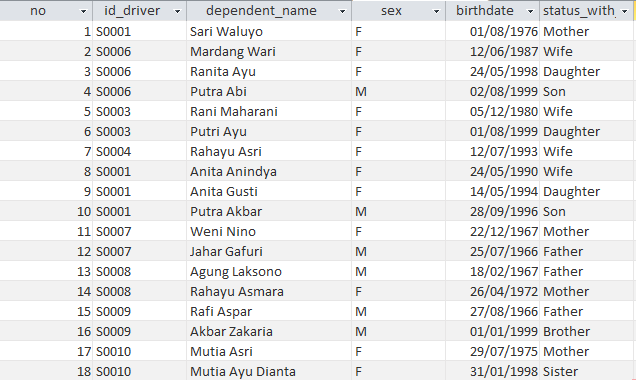 no id_driver dependent_name sex birthdate status_with_
1 S0001 Sari Waluyo F 01/08/1976 Mother
2 S0006 Mardang Wari F 12/06/1987 Wife
3 S0006 Ranita Ayu F 24/05/1998 Daughter
4 S0006 Putra Abi M 02/08/1999 Son
5 S0003 Rani Maharani F 05/12/1980 Wife
6 S0003 Putri Ayu F 01/08/1999 Daughter
7 S0004 Rahayu Asri F 12/07/1993 Wife
8 S0001 Anita Anindya F 24/05/1990 Wife
9 S0001 Anita Gusti F 14/05/1994 Daughter
10 S0001 Putra Akbar M 28/09/1996 Son
11 S0007 Weni Nino F 22/12/1967 Mother
12 S0007 Jahar Gafuri M 25/07/1966 Father
13 S0008 Agung Laksono M 18/02/1967 Father
14 S0008 Rahayu Asmara F 26/04/1972 Mother
15 S0009 Rafi Aspar M 27/08/1966 Father
16 S0009 Akbar Zakaria M 01/01/1999 Brother
17 S0010 Mutia Asri F 29/07/1975 Mother
18 S0010 Mutia Ayu Dianta F 31/01/1998 Sister